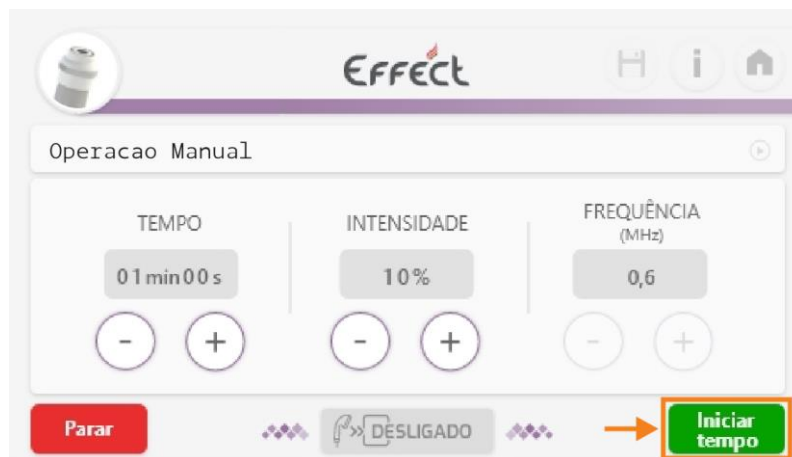 Effect
Operacao Manual
TEMPO
01min00s
- +
INTENSIDADE
10%
- +
FREQUÊNCIA
(MHz)
0,6
- +
Parar
DESLIGADO
Iniciar
tempo